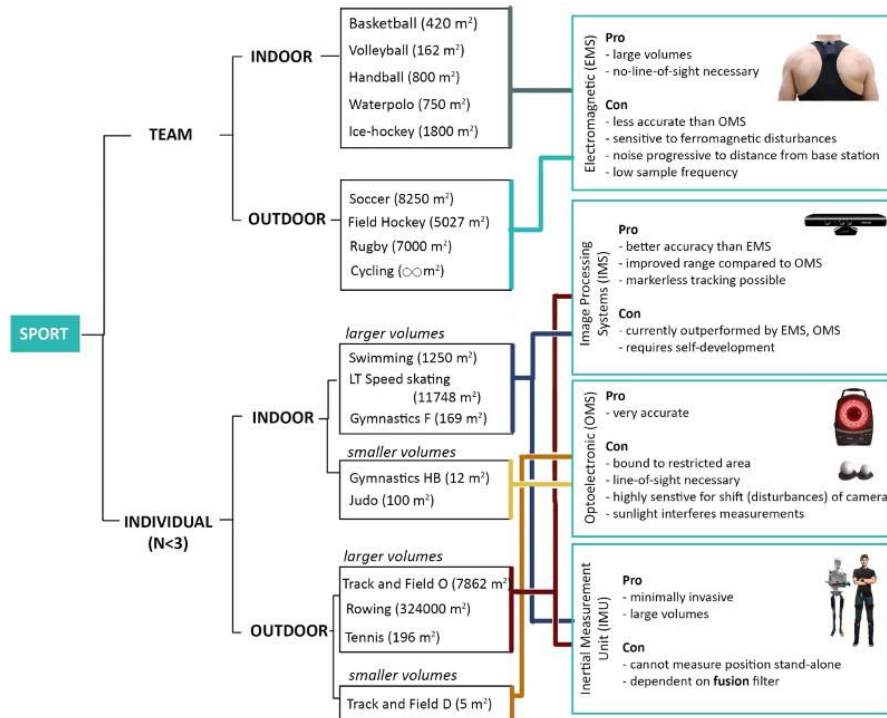 SPORT
TEAM
INDOOR
Basketball (420 m²)
Volleyball (162 m²)
Handball (800 m²)
Waterpolo (750 m²)
Ice-hockey (1800 m²)
OUTDOOR
Soccer (8250 m²)
Field Hockey (5027 m²)
Rugby (7000 m²)
Cycling (∞m²)
INDIVIDUAL
(N<3)
INDOOR
larger volumes
Swimming (1250 m²)
LT Speed skating
(11748 m²)
Gymnastics F (169 m²)
smaller volumes
Gymnastics HB (12 m²)
Judo (100 m²)
OUTDOOR
larger volumes
Track and Field O (7862 m²)
Rowing (324000 m²)
Tennis (196 m²)
smaller volumes
Track and Field D (5 m²)
Electromagnetic (EMS)
Pro
- large volumes
- no-line-of-sight necessary
Con
- less accurate than OMS
- sensitive to ferromagnetic disturbances
- noise progressive to distance from base station
- low sample frequency
Image Processing
Systems (IMS)
Pro
- better accuracy than EMS
- improved range compared to OMS
- markerless tracking possible
Con
- currently outperformed by EMS, OMS
- requires self-development
Optoelectronic (OMS)
Pro
- very accurate
Con
- bound to restricted area
- line-of-sight necessary
- highly senstive for shift (disturbances) of camera
- sunlight interferes measurements
Inertial Measurement
Unit (IMU)
Pro
- minimally invasive
- large volumes
Con
- cannot measure position stand-alone
- dependent on fusion filter